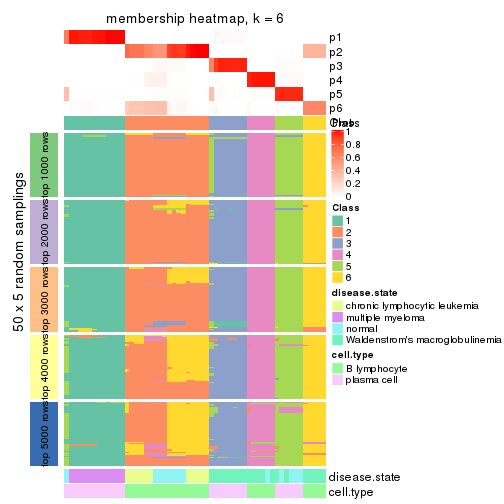 membership heatmap, k = 6
p1
p2
p3
p4
p5
p6
Class
Prob
1
0.8
0.6
0.4
0.2
0
Class
1
2
3
4
5
6
disease.state
chronic lymphocytic leukemia
multiple myeloma
normal
Waldenstrom's macroglobulinemia
cell.type
B lymphocyte
plasma cell
50 x 5 random samplings
top 1000 rows
top 2000 rows
top 3000 rows
top 4000 rows
top 5000 rows
disease.state
cell.type